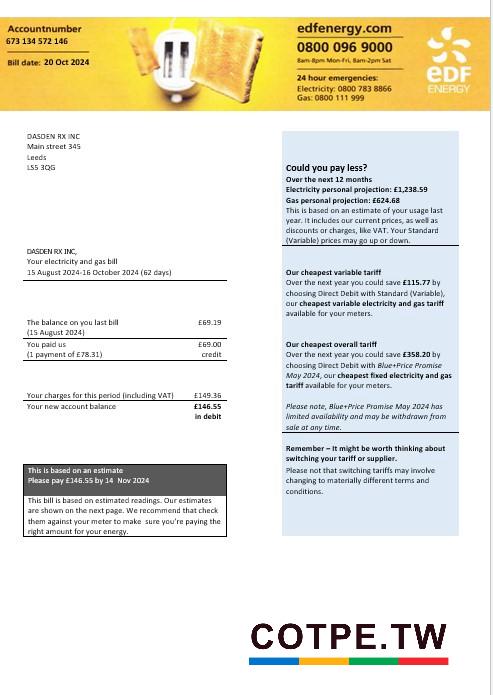 Accountnumber
673 134 572 146
Bill date: 20 Oct 2024
edfenergy.com
0800 096 9000
8am-8pm Mon-Fri, 8am-2pm Sat
24 hour emergencies:
Electricity: 0800 783 8866
Gas: 0800 111 999
eDF
ENERGY
DASDEN RX INC
Main street 345
Leeds
LS5 3QG
DASDEN RX INC,
Your electricity and gas bill
15 August 2024-16 October 2024 (62 days)
The balance on you last bill £69.19
(15 August 2024)
You paid us £69.00
(1 payment of £78.31) credit
Your charges for this period (including VAT) £149.36
Your new account balance £146.55
in debit
This is based on an estimate
Please pay £146.55 by 14 Nov 2024
This bill is based on estimated readings. Our estimates
are shown on the next page. We recommend that check
them against your meter to make sure you're paying the
right amount for your energy.
Could you pay less?
Over the next 12 months
Electricity personal projection: £1,238.59
Gas personal projection: £624.68
This is based on an estimate of your usage last
year. It includes our current prices, as well as
discounts or charges, like VAT. Your Standard
(Variable) prices may go up or down.
Our cheapest variable tariff
Over the next year you could save £115.77 by
choosing Direct Debit with Standard (Variable),
our cheapest variable electricity and gas tariff
available for your meters.
Our cheapest overall tariff
Over the next year you could save £358.20 by
choosing Direct Debit with Blue+Price Promise
May 2024, our cheapest fixed electricity and gas
tariff available for your meters.
Please note, Blue+Price Promise May 2024 has
limited availability and may be withdrawn from
sale at any time.
Remember – It might be worth thinking about
switching your tariff or supplier.
Please not that switching tariffs may involve
changing to materially different terms and
conditions.
COTPE.TW